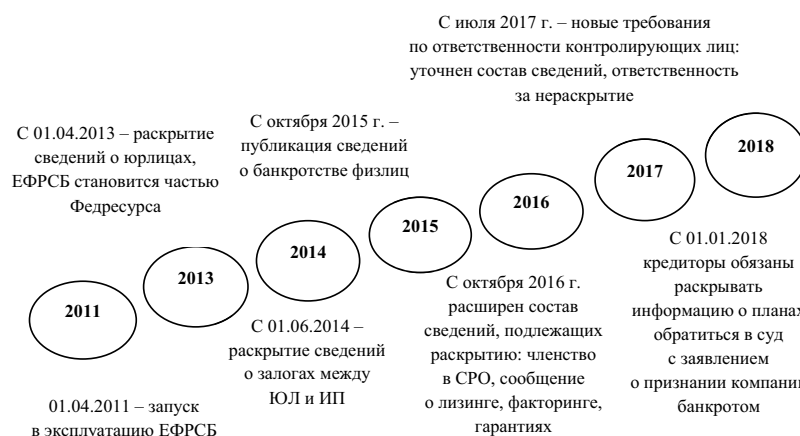 С июля 2017 г. – новые требования
по ответственности контролирующих лиц:
уточнен состав сведений, ответственность
за нераскрытие
С 01.04.2013 – раскрытие
сведений о юрлицах,
ЕФРСБ становится частью
Федресурса
С октября 2015 г. –
публикация сведений
о банкротстве физлиц
2018
2017
2016
2015
2014
2013
2011
С 01.01.2018
кредиторы обязаны
раскрывать
информацию о планах
обратиться в суд
с заявлением
о признании компании
банкротом
С октября 2016 г.
расширен состав
сведений, подлежащих
раскрытию: членство
в СРО, сообщение
о лизинге, факторинге,
гарантиях
С 01.06.2014 –
раскрытие сведений
о залогах между
ЮЛ и ИП
01.04.2011 – запуск
в эксплуатацию ЕФРСБ